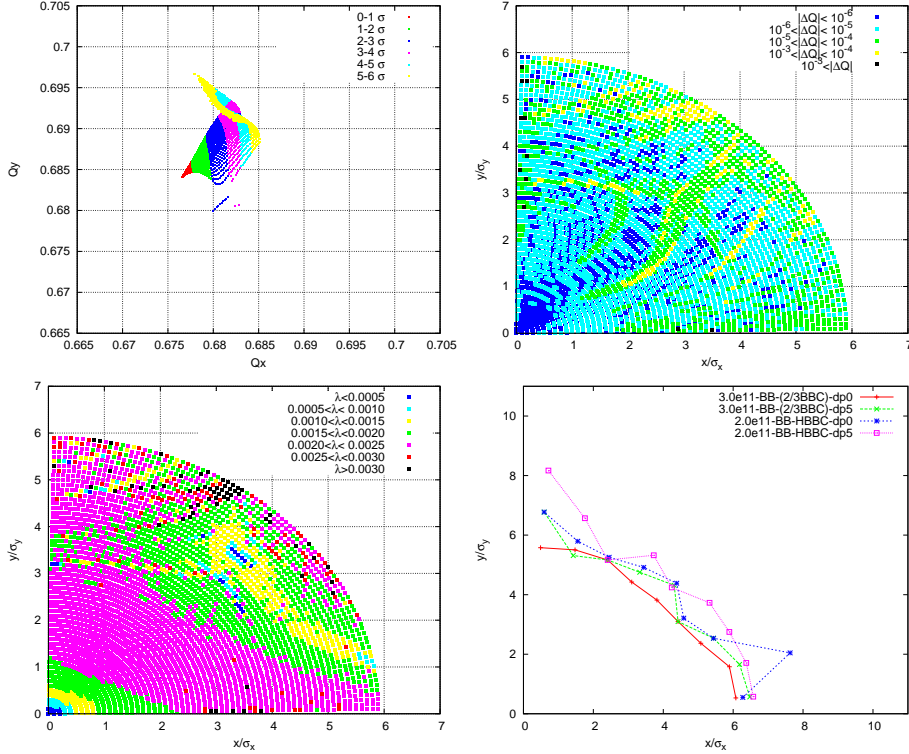 0.705
0.7
0.695
0.69
0.685
0.68
0.675
0.67
0.665
Qy
0-1 σ
1-2 σ
2-3 σ
3-4 σ
4-5 σ
5-6 σ
0.665 0.67 0.675 0.68 0.685 0.69 0.695 0.7 0.705
Qx
7
6
5
4
3
2
1
0
y/σ_y
|ΔQ|< 10^-6
10^-6<|ΔQ|< 10^-5
10^-5<|ΔQ|< 10^-4
10^-3<|ΔQ|< 10^-4
10^-3<|ΔQ|
0 1 2 3 4 5 6 7
x/σ_x
7
6
5
4
3
2
1
0
y/σ_y
λ<0.0005
0.0005<λ< 0.0010
0.0010<λ<0.0015
0.0015<λ<0.0020
0.0020<λ< 0.0025
0.0025<λ<0.0030
λ>0.0030
0 1 2 3 4 5 6 7
x/σ_x
10
8
6
4
2
0
y/σ_y
3.0e11-BB-(2/3BBC)-dp0
3.0e11-BB-(2/3BBC)-dp5
2.0e11-BB-HBBC-dp0
2.0e11-BB-HBBC-dp5
0 2 4 6 8 10
x/σ_x